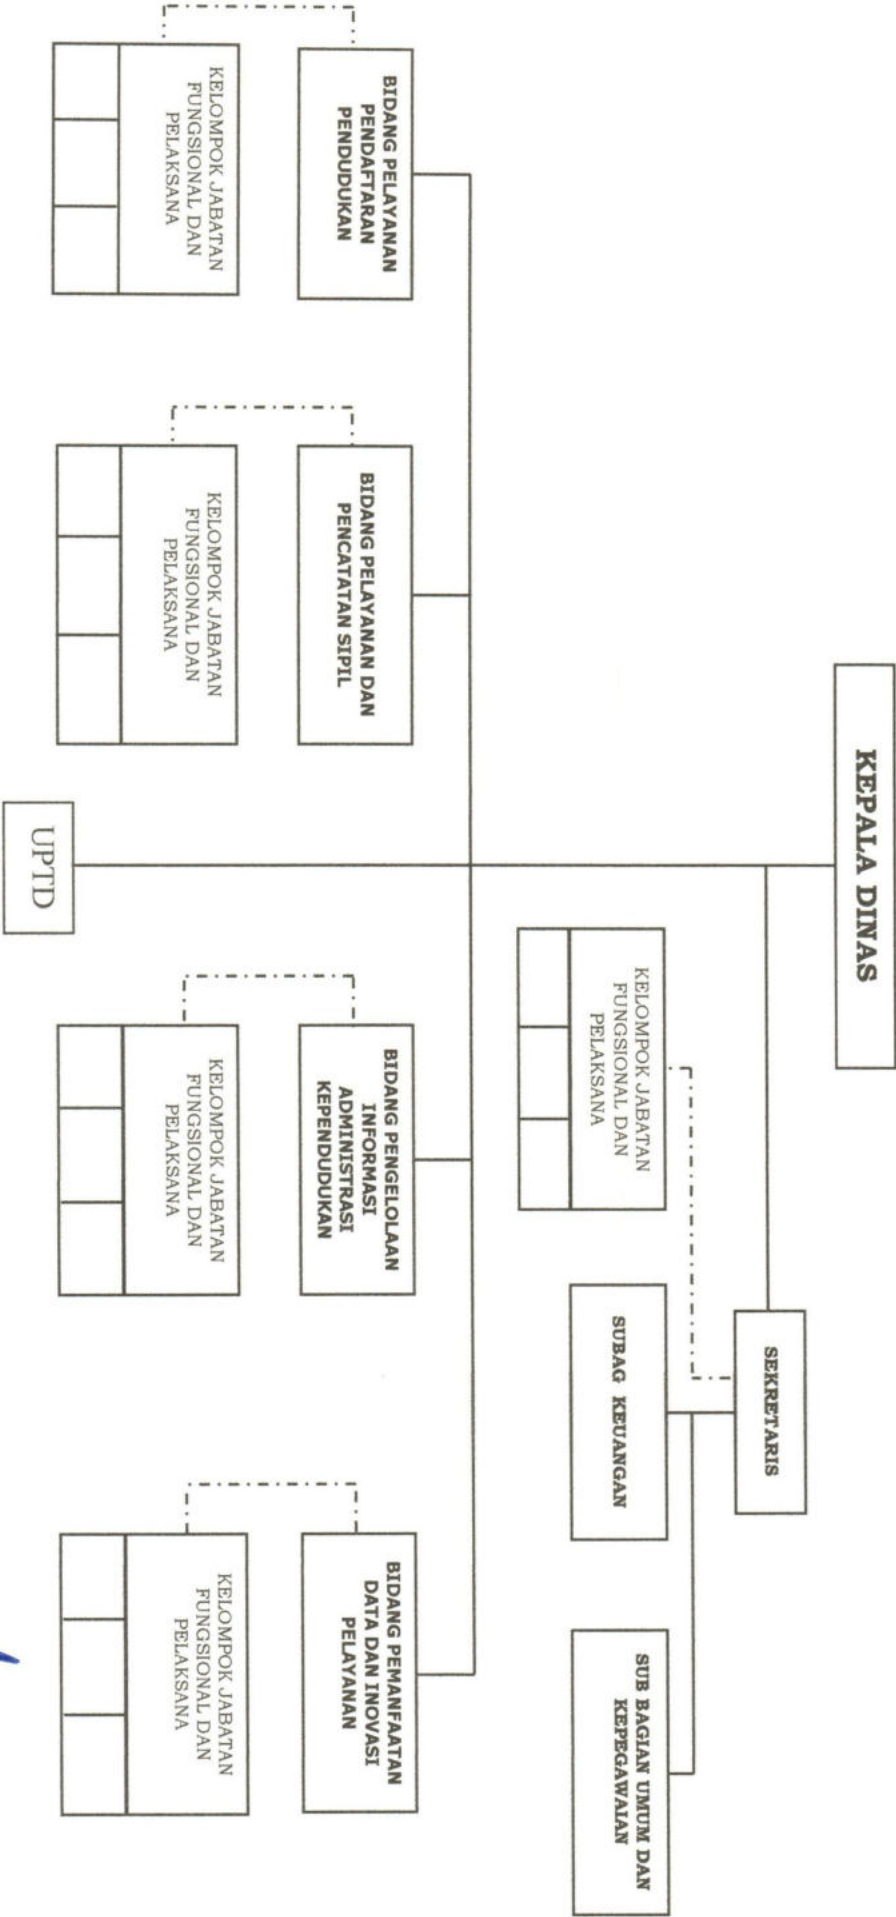 KEPALA DINAS
SEKRETARIS
KELOMPOK JABATAN
FUNGSIONAL DAN
PELAKSANA
SUBAG KEUANGAN
SUB BAGIAN UMUM DAN
KEPEGAWAIAN
BIDANG PELAYANAN
PENDAFTARAN
PENDUDUKAN
BIDANG PELAYANAN DAN
PENCATATAN SIPIL
BIDANG PENGELOLAAN
INFORMASI
ADMINISTRASI
KEPENDUDUKAN
BIDANG PEMANFAATAN
DATA DAN INOVASI
PELAYANAN
KELOMPOK JABATAN
FUNGSIONAL DAN
PELAKSANA
KELOMPOK JABATAN
FUNGSIONAL DAN
PELAKSANA
KELOMPOK JABATAN
FUNGSIONAL DAN
PELAKSANA
KELOMPOK JABATAN
FUNGSIONAL DAN
PELAKSANA
UPTD